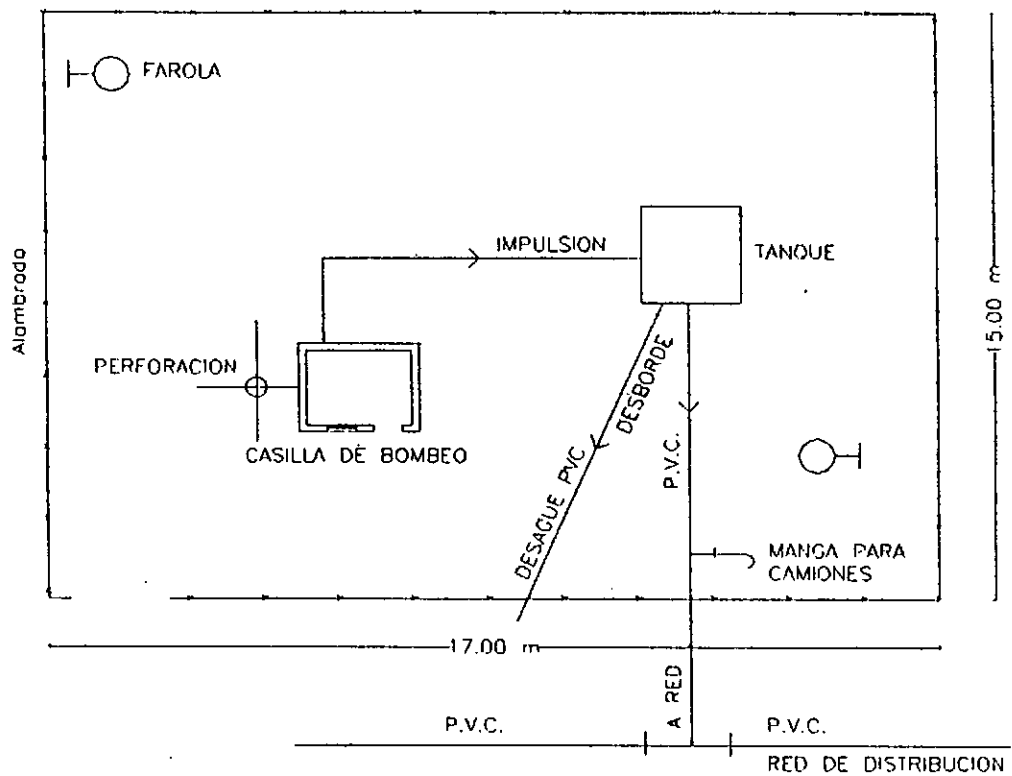 FAROLA
IMPULSION
TANQUE
Alambrado
15.00 m
PERFORACION
CASILLA DE BOMBEO
DESBORDE
DESAGUE PVC
P.V.C.
MANGA PARA
CAMIONES
17.00 m
A RED
P.V.C.
P.V.C.
RED DE DISTRIBUCION